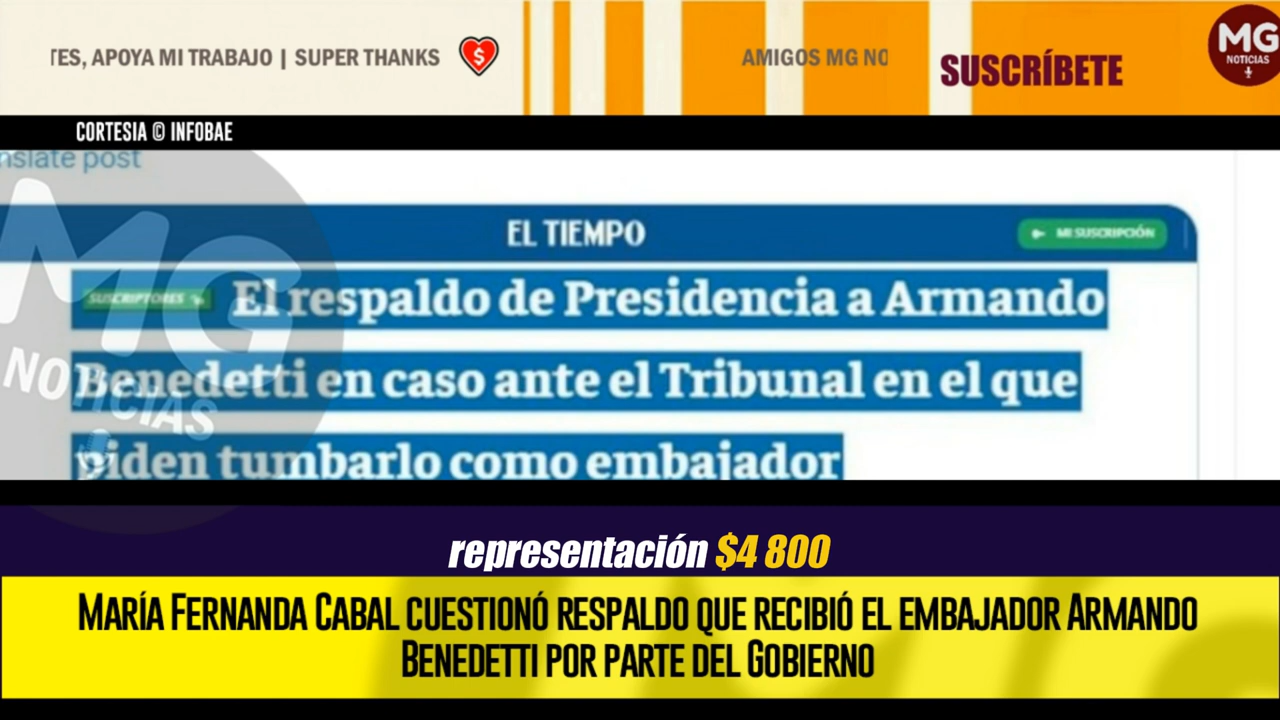 TES, APOYA MI TRABAJO | SUPER THANKS
AMIGOS MG NO
SUSCRÍBETE
MG
NOTICIAS
CORTESIA © INFOBAE
nslate post
EL TIEMPO
MI SUSCRIPCIÓN
SUSCRIPTORES El respaldo de Presidencia a Armando
Benedetti en caso ante el Tribunal en el que
piden tumbarlo como embajador
MG
NOTICIAS
representación $4 800
MARÍA FERNANDA CABAL CUESTIONÓ RESPALDO QUE RECIBIÓ EL EMBAJADOR ARMANDO
BENEDETTI POR PARTE DEL GOBIERNO